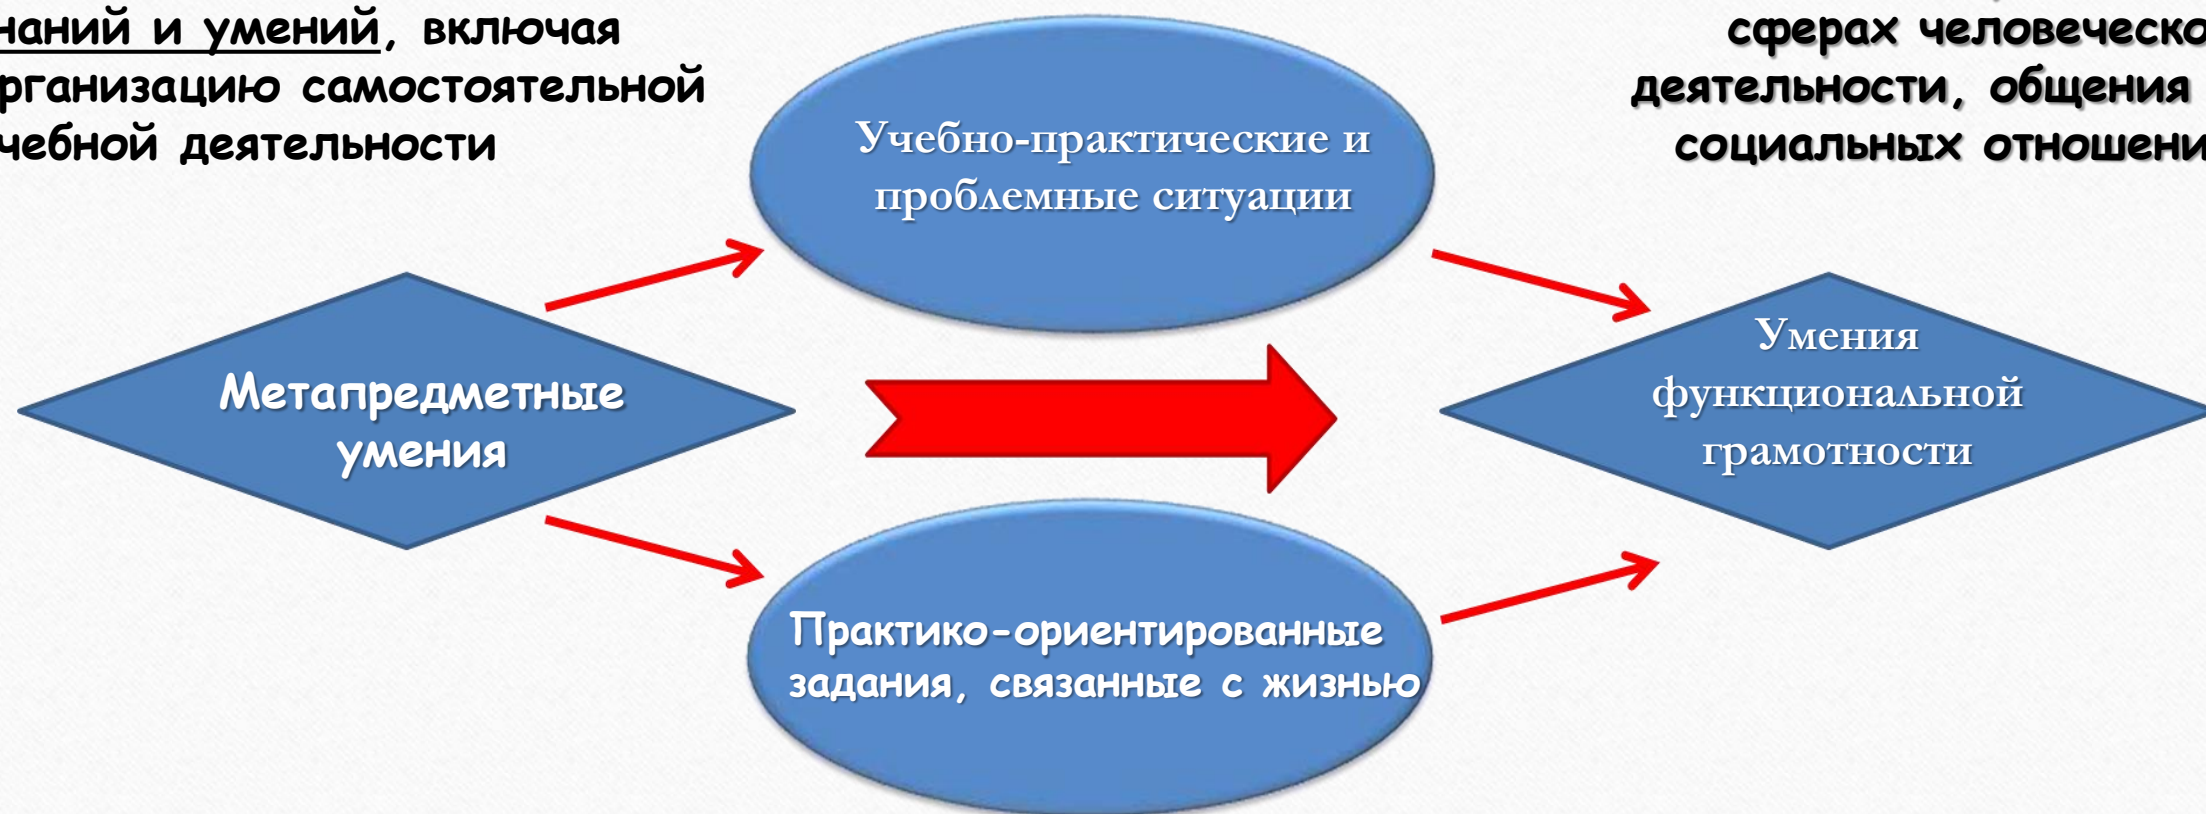 наний и умений, включая
рганизацию самостоятельной
чебной деятельности
сферах человеческо
деятельности, общения
социальных отношени
Учебно-практические и
проблемные ситуации
Метапредметные
умения
Умения
функциональной
грамотности
Практико-ориентированные
задания, связанные с жизнью